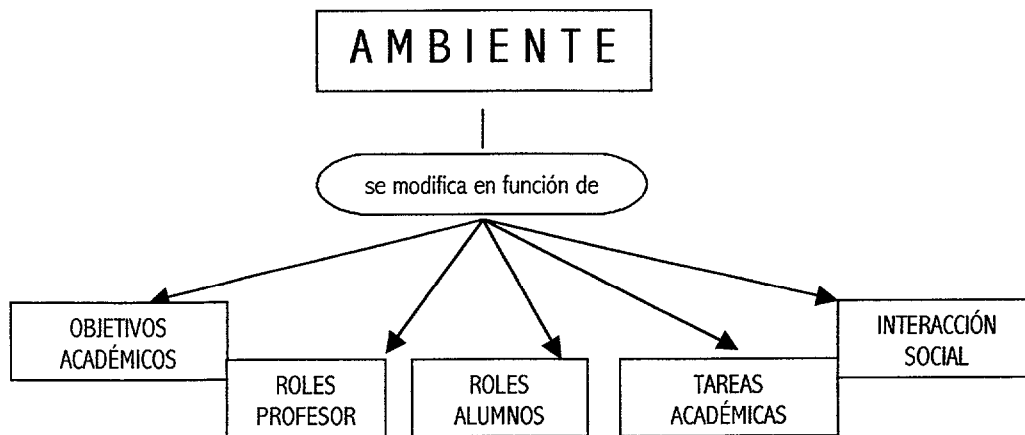 AMBIENTE
se modifica en función de
OBJETIVOS
ACADÉMICOS
ROLES
PROFESOR
ROLES
ALUMNOS
TAREAS
ACADÉMICAS
INTERACCIÓN
SOCIAL